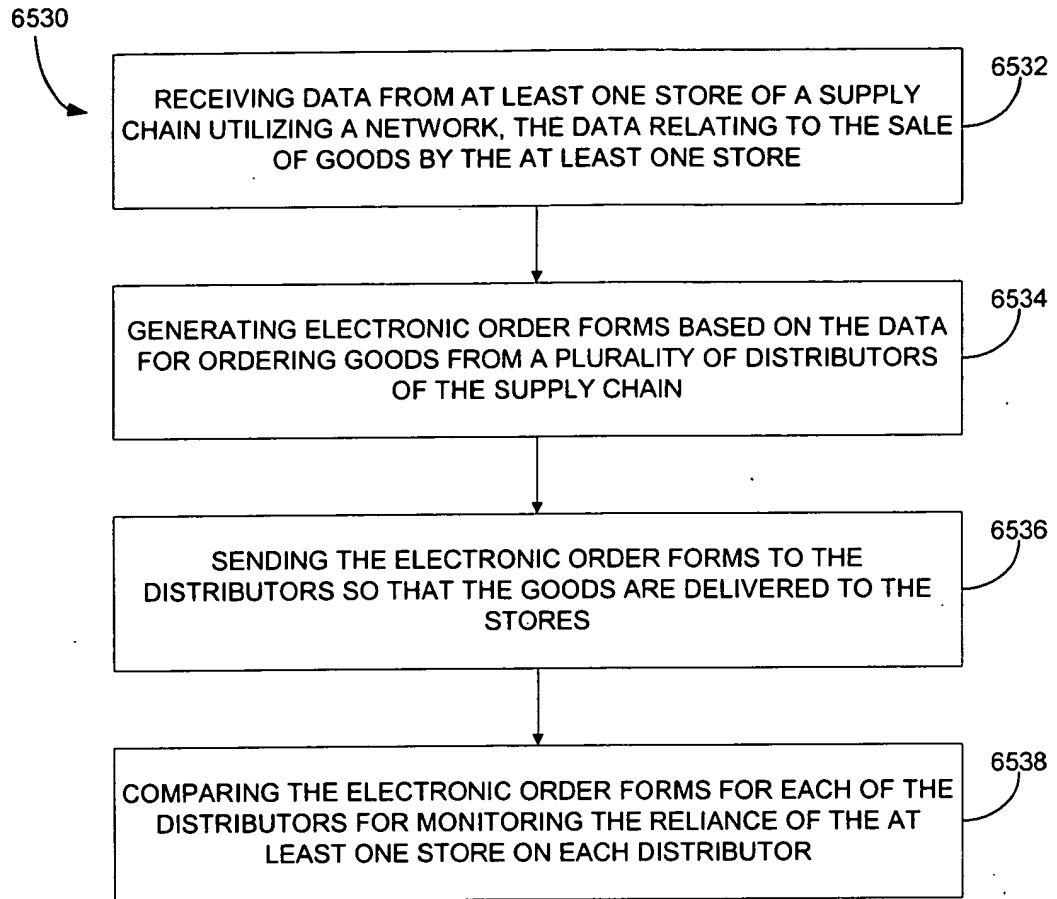 6530
6532
RECEIVING DATA FROM AT LEAST ONE STORE OF A SUPPLY
CHAIN UTILIZING A NETWORK, THE DATA RELATING TO THE SALE
OF GOODS BY THE AT LEAST ONE STORE
6534
GENERATING ELECTRONIC ORDER FORMS BASED ON THE DATA
FOR ORDERING GOODS FROM A PLURALITY OF DISTRIBUTORS
OF THE SUPPLY CHAIN
6536
SENDING THE ELECTRONIC ORDER FORMS TO THE
DISTRIBUTORS SO THAT THE GOODS ARE DELIVERED TO THE
STORES
6538
COMPARING THE ELECTRONIC ORDER FORMS FOR EACH OF THE
DISTRIBUTORS FOR MONITORING THE RELIANCE OF THE AT
LEAST ONE STORE ON EACH DISTRIBUTOR